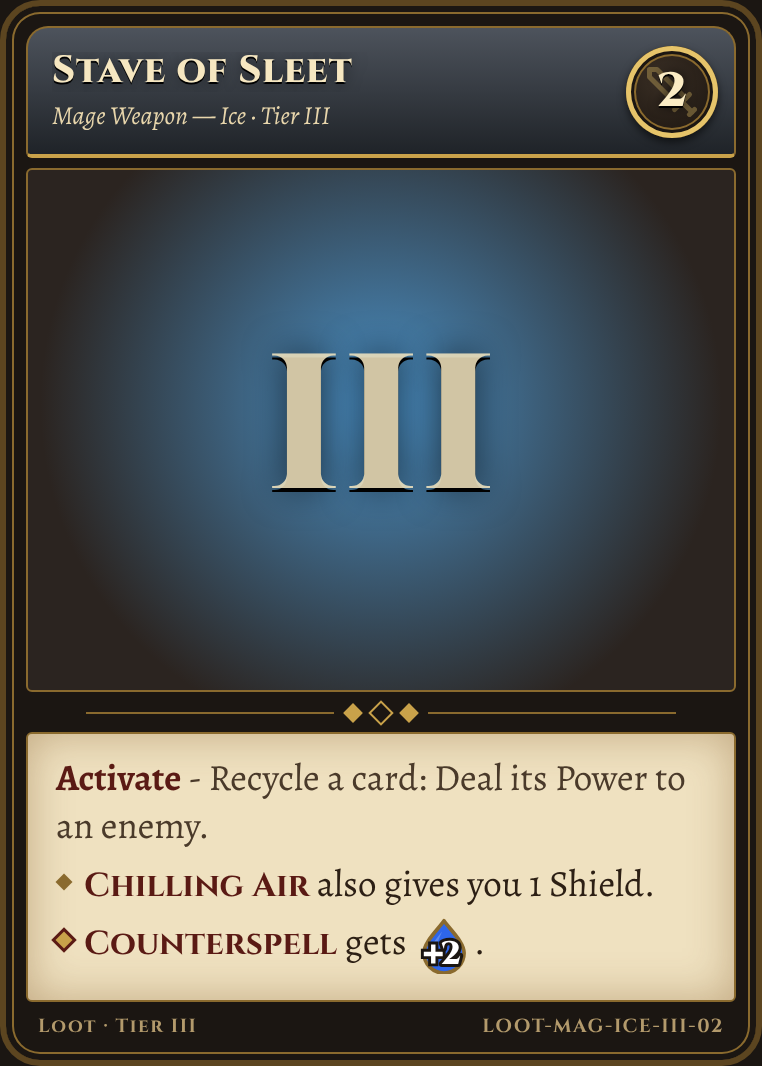 Stave of Sleet
Mage Weapon — Ice · Tier III
2
III
Activate - Recycle a card: Deal its Power to
an enemy.
Chilling Air also gives you 1 Shield.
Counterspell gets +2 .
Loot · Tier III
LOOT-MAG-ICE-III-02